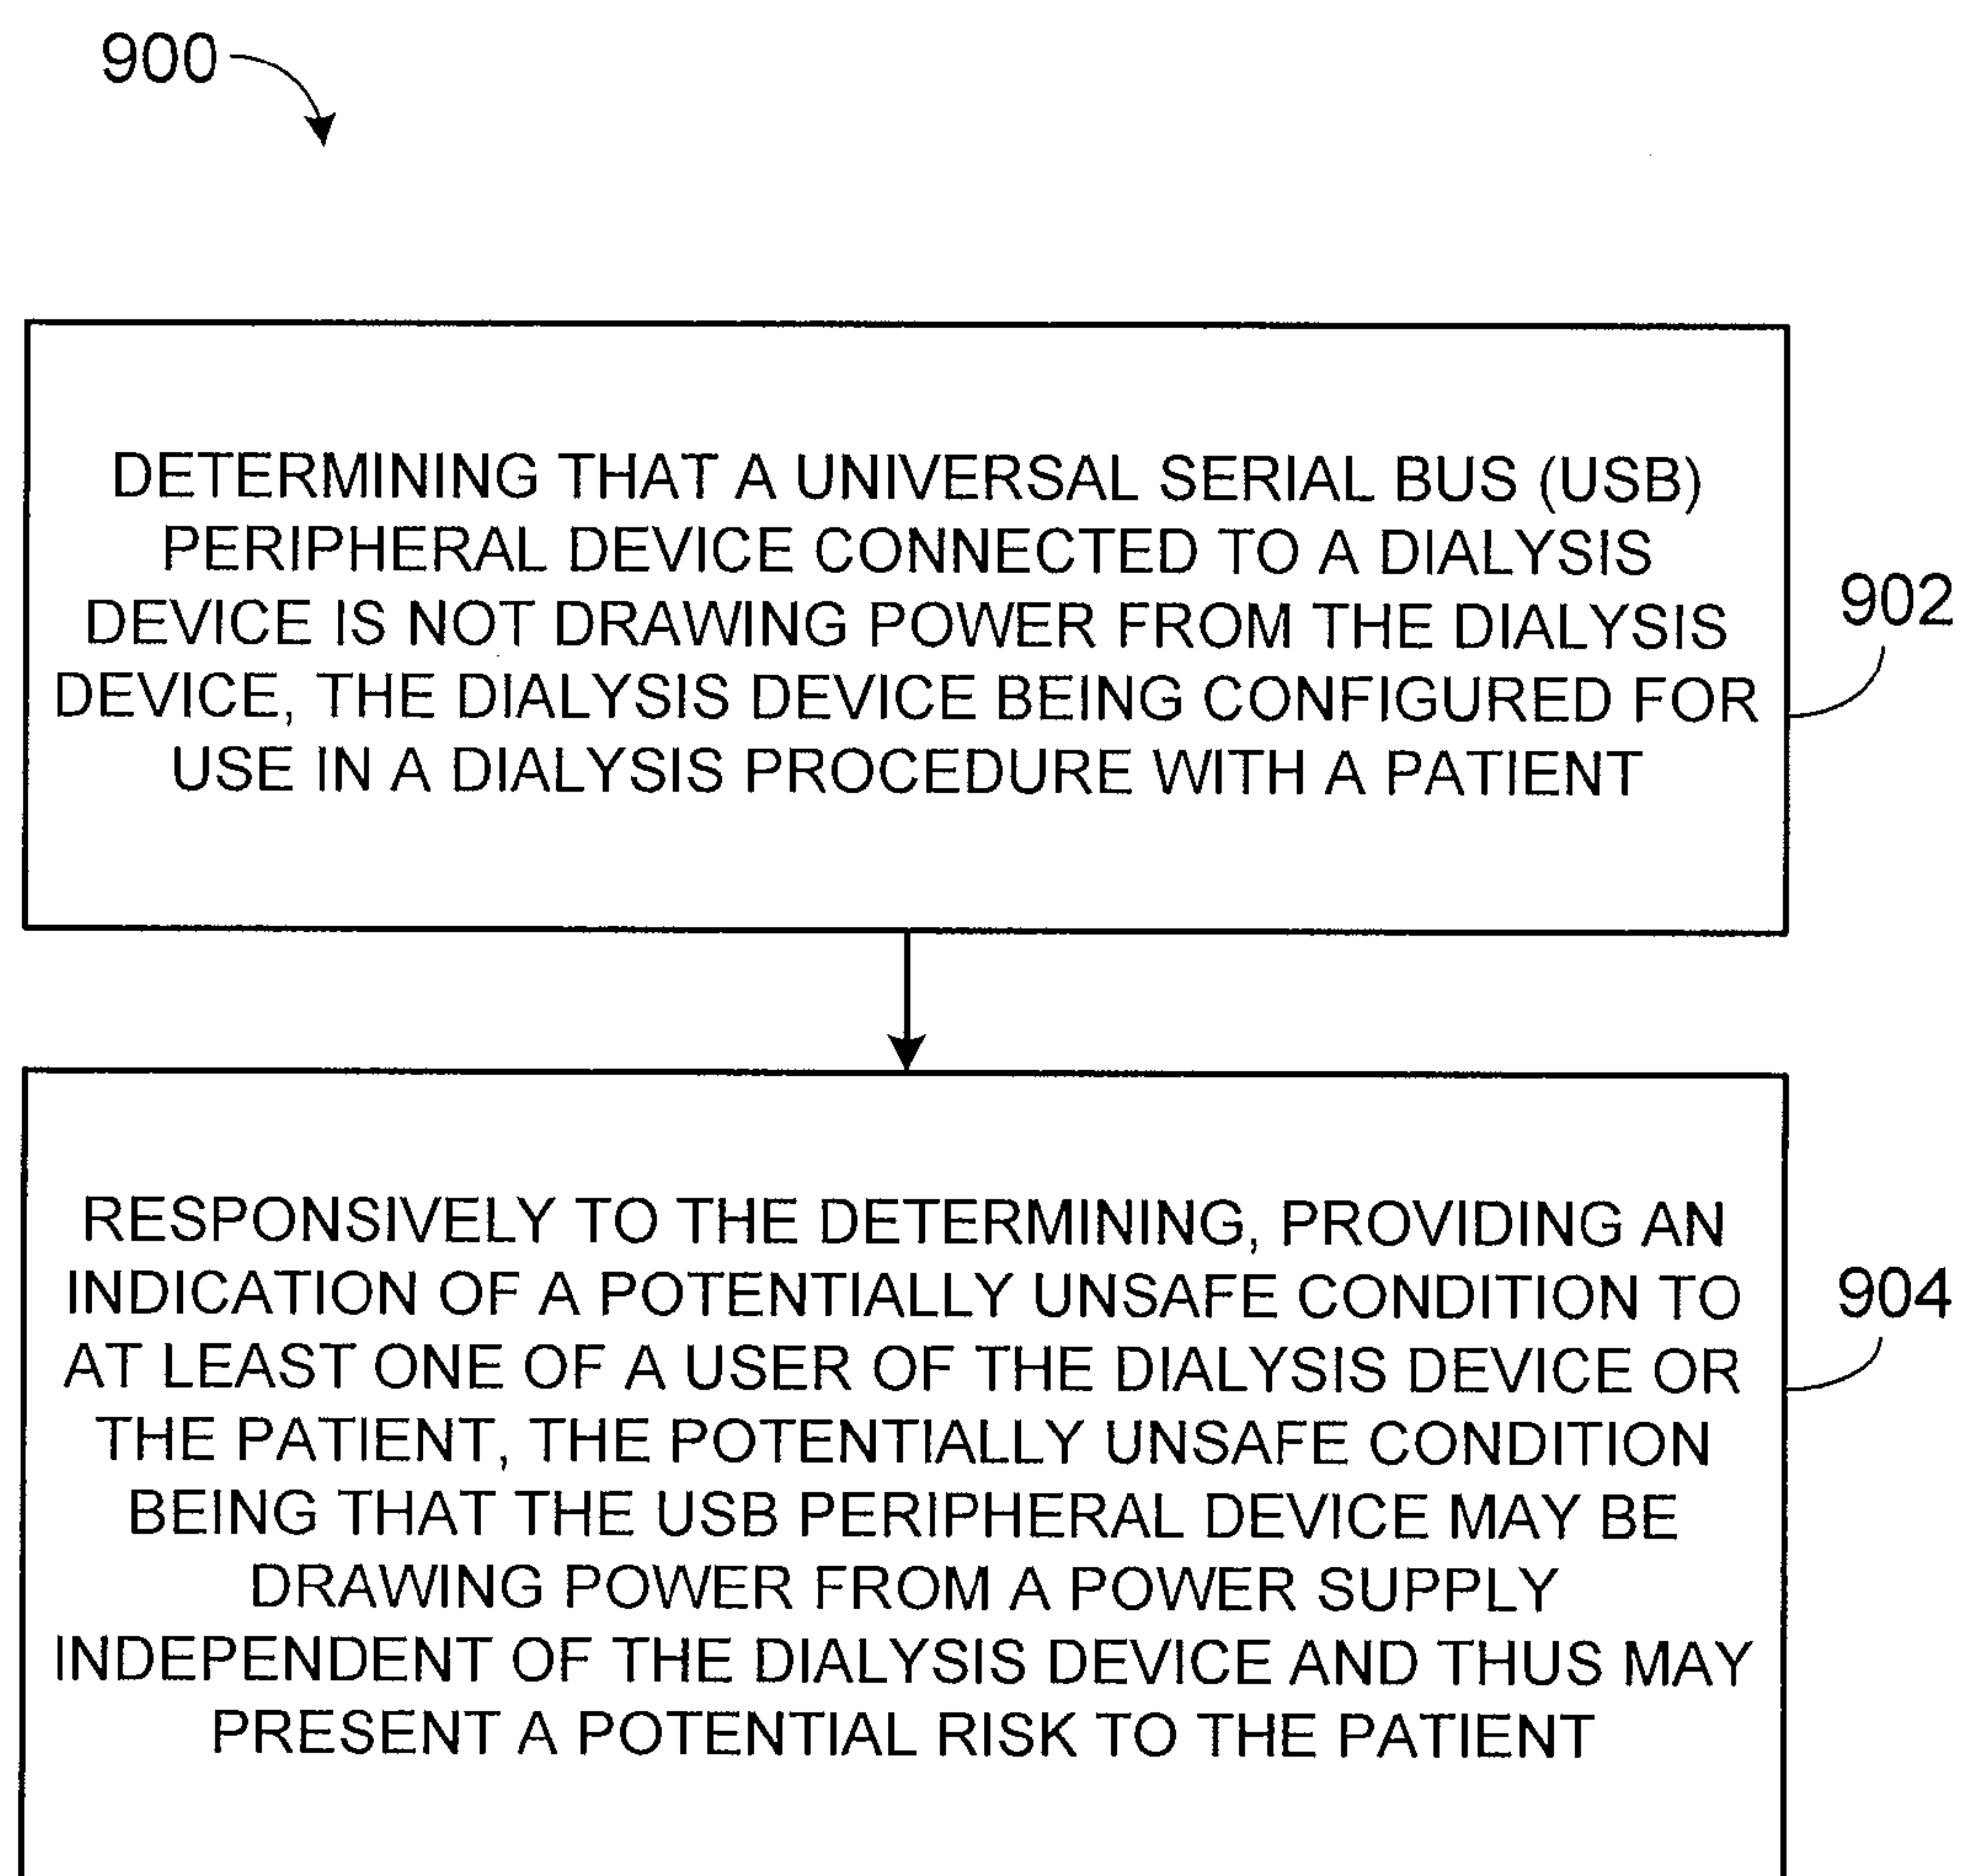 900
DETERMINING THAT A UNIVERSAL SERIAL BUS (USB)
PERIPHERAL DEVICE CONNECTED TO A DIALYSIS
DEVICE IS NOT DRAWING POWER FROM THE DIALYSIS
DEVICE, THE DIALYSIS DEVICE BEING CONFIGURED FOR
USE IN A DIALYSIS PROCEDURE WITH A PATIENT
902
RESPONSIVELY TO THE DETERMINING, PROVIDING AN
INDICATION OF A POTENTIALLY UNSAFE CONDITION TO
AT LEAST ONE OF A USER OF THE DIALYSIS DEVICE OR
THE PATIENT, THE POTENTIALLY UNSAFE CONDITION
BEING THAT THE USB PERIPHERAL DEVICE MAY BE
DRAWING POWER FROM A POWER SUPPLY
INDEPENDENT OF THE DIALYSIS DEVICE AND THUS MAY
PRESENT A POTENTIAL RISK TO THE PATIENT
904